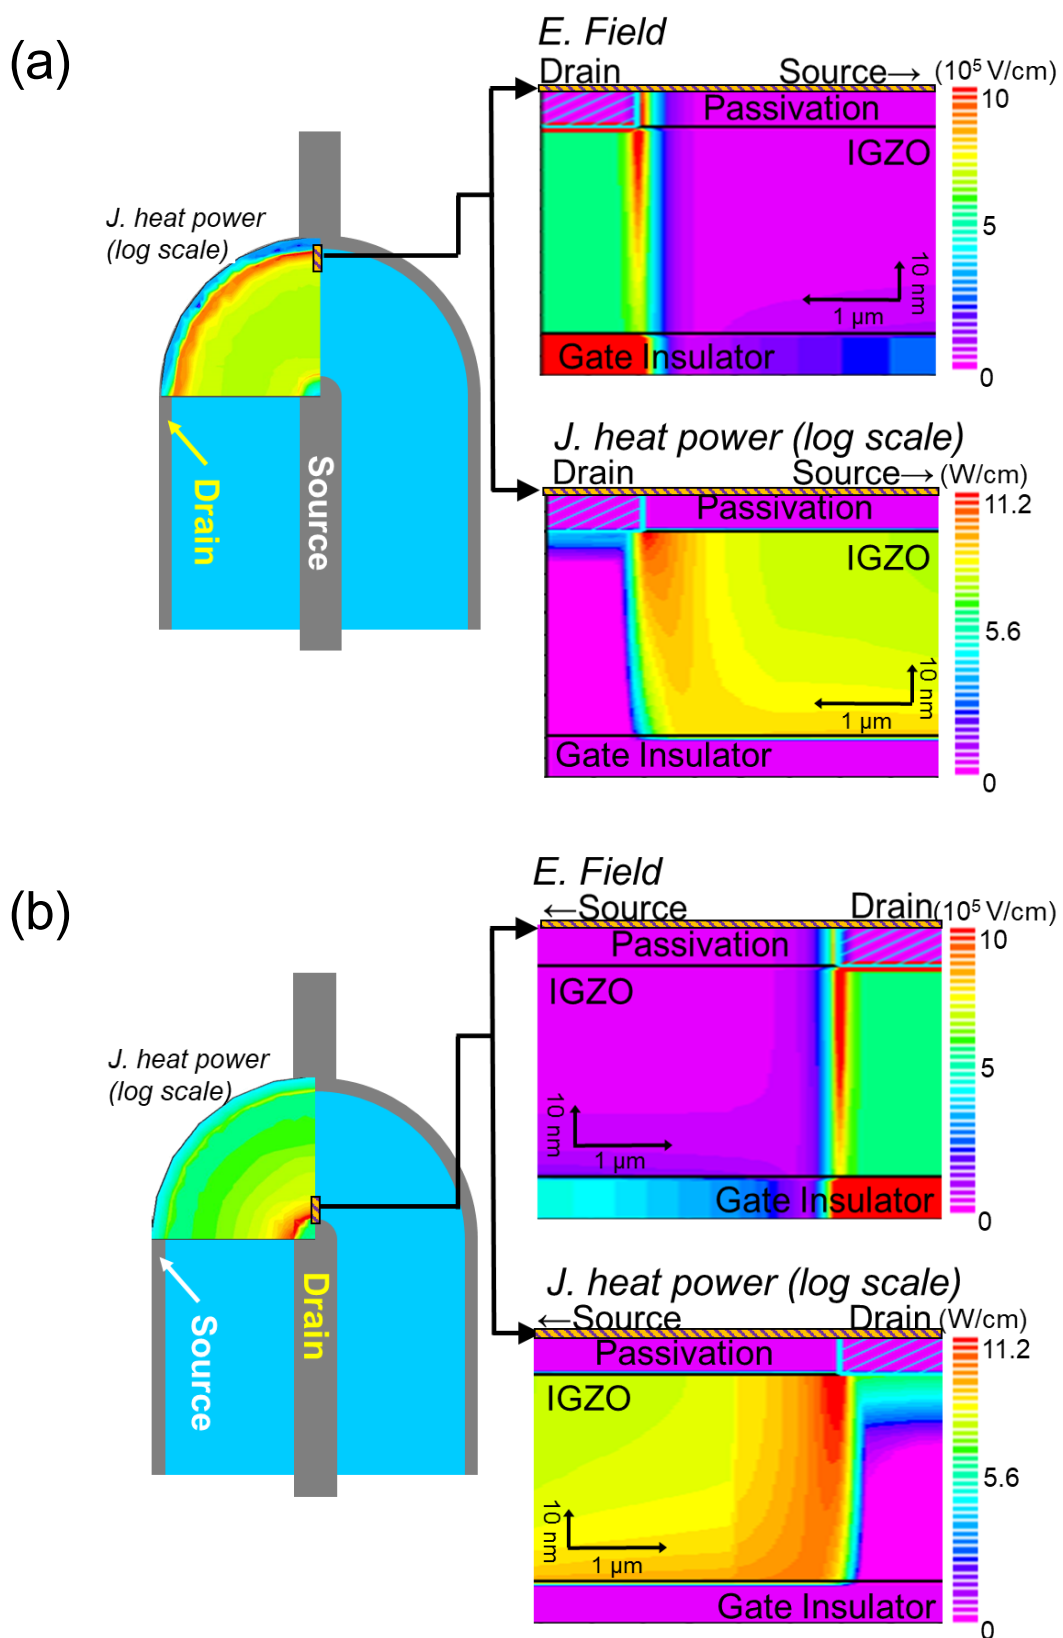 (a)
E. Field
Drain
Source→
(10⁵ V/cm)
10
Passivation
IGZO
5
10 nm
1 μm
Gate Insulator
0
J. heat power
(log scale)
Drain
Source
J. heat power (log scale)
Drain
Source→
(W/cm)
11.2
Passivation
IGZO
5.6
10 nm
1 μm
Gate Insulator
0
(b)
E. Field
←Source
Drain
(10⁵ V/cm)
10
Passivation
IGZO
5
10 nm
1 μm
Gate Insulator
0
J. heat power
(log scale)
Source
Drain
J. heat power (log scale)
←Source
Drain
(W/cm)
11.2
Passivation
IGZO
5.6
10 nm
1 μm
Gate Insulator
0